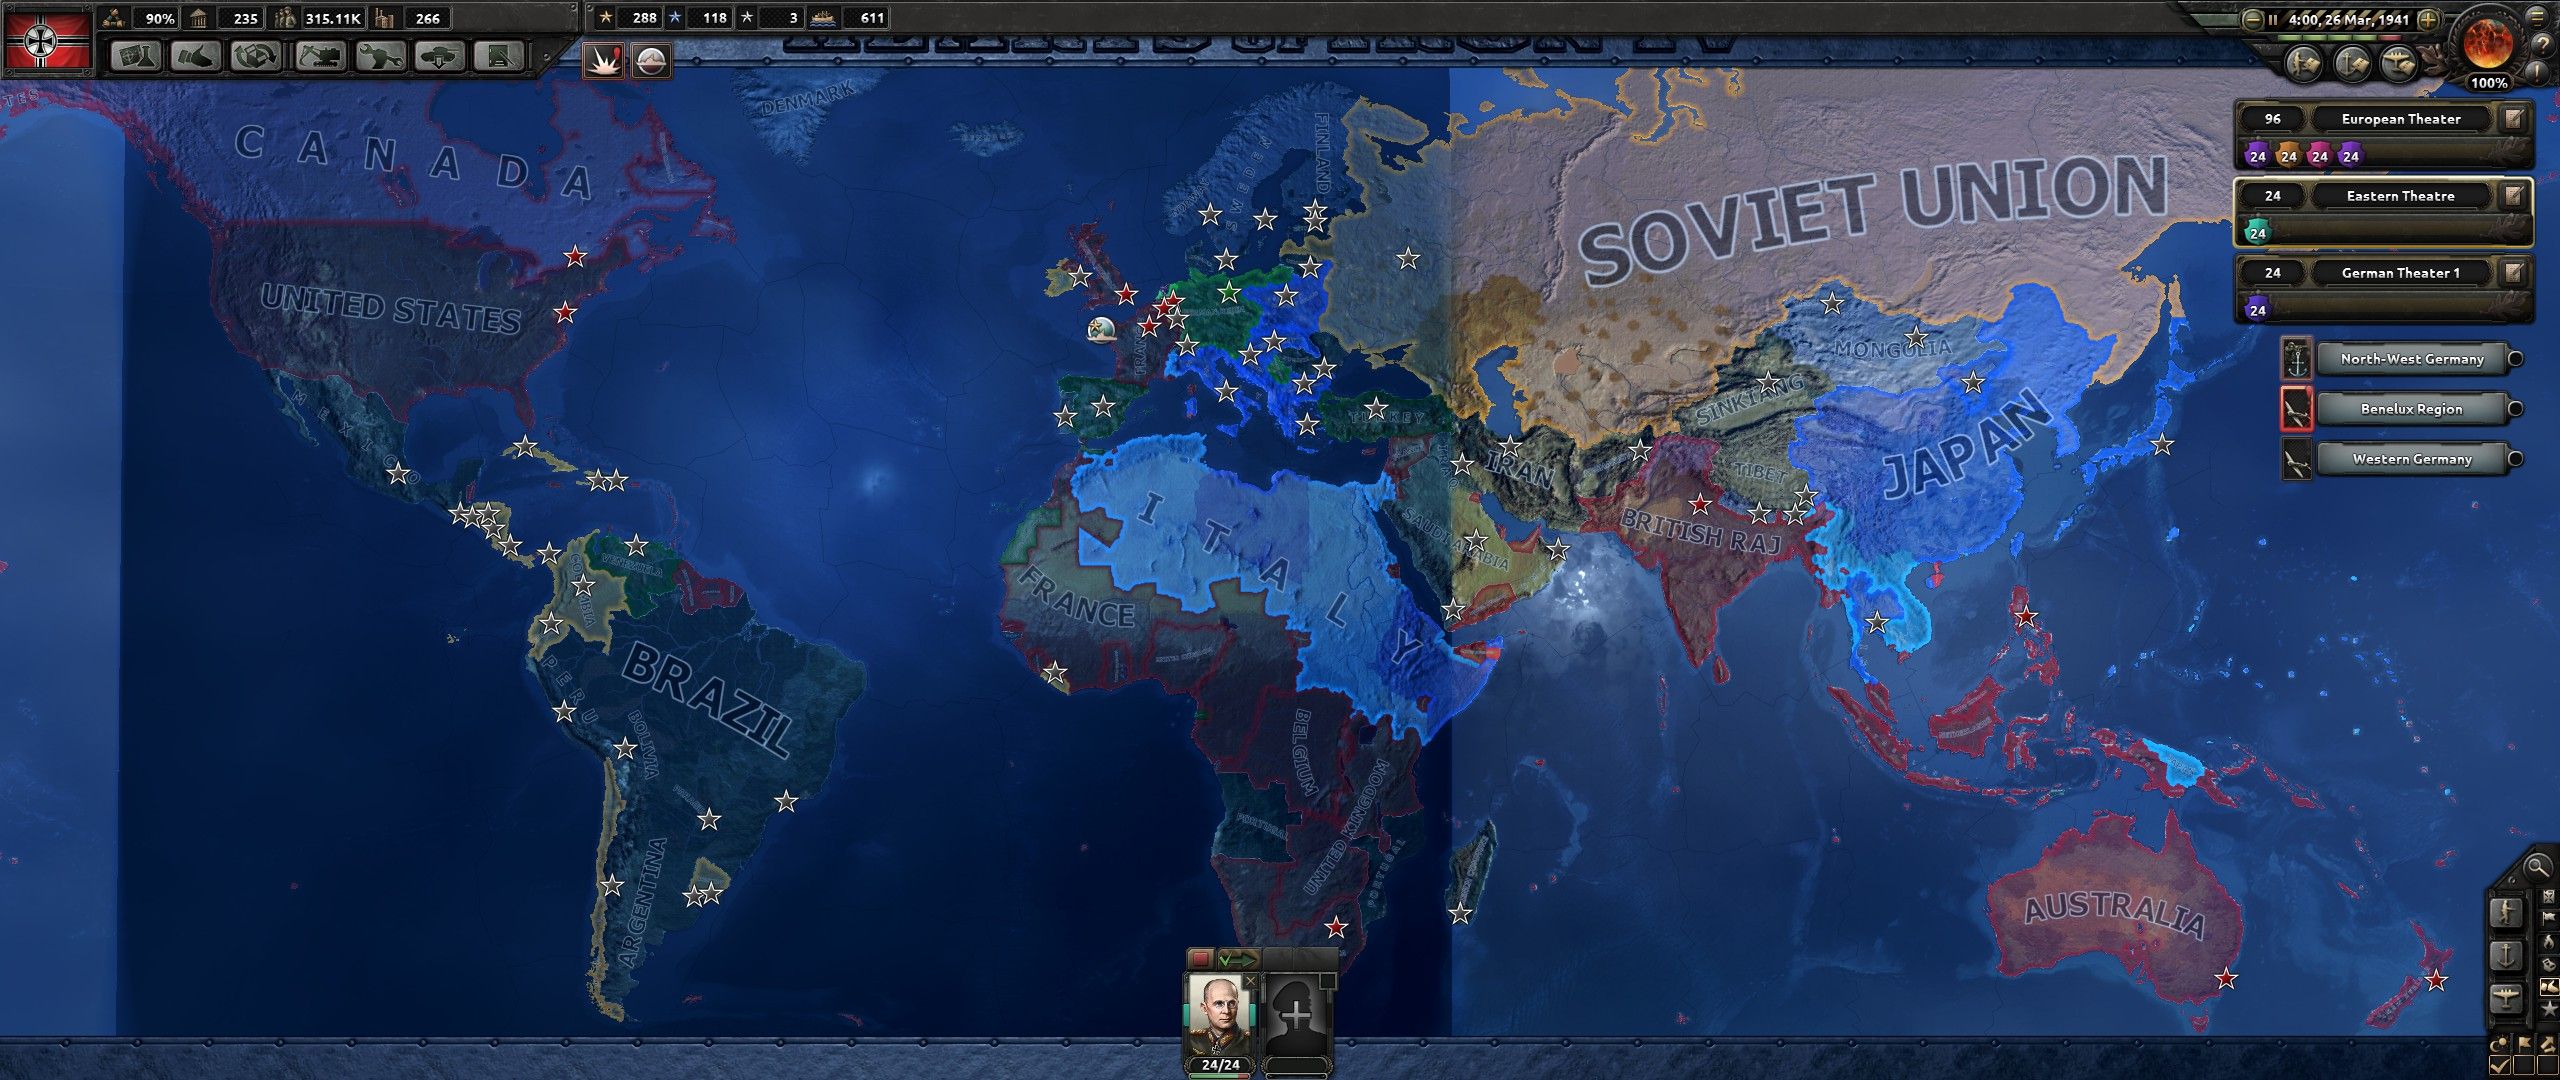 90%
235
315.11K
266
288
118
3
611
4:00, 26 Mar, 1941
100%
96 European Theater
24 24 24 24
24 Eastern Theatre
24
24 German Theater 1
24
North-West Germany
Benelux Region
Western Germany
DENMARK
CANADA
SWEDEN
FINLAND
SOVIET UNION
UNITED STATES
MONGOLIA
MEXICO
TURKEY
SINKIANG
JAPAN
IRAN
TIBET
ITALY
SAUDI ARABIA
BRITISH RAJ
VENEZUELA
FRANCE
BRAZIL
PERU
BOLIVIA
BELGIUM
PORTUGAL
UNITED KINGDOM
PORTUGAL
ARGENTINA
AUSTRALIA
24/24